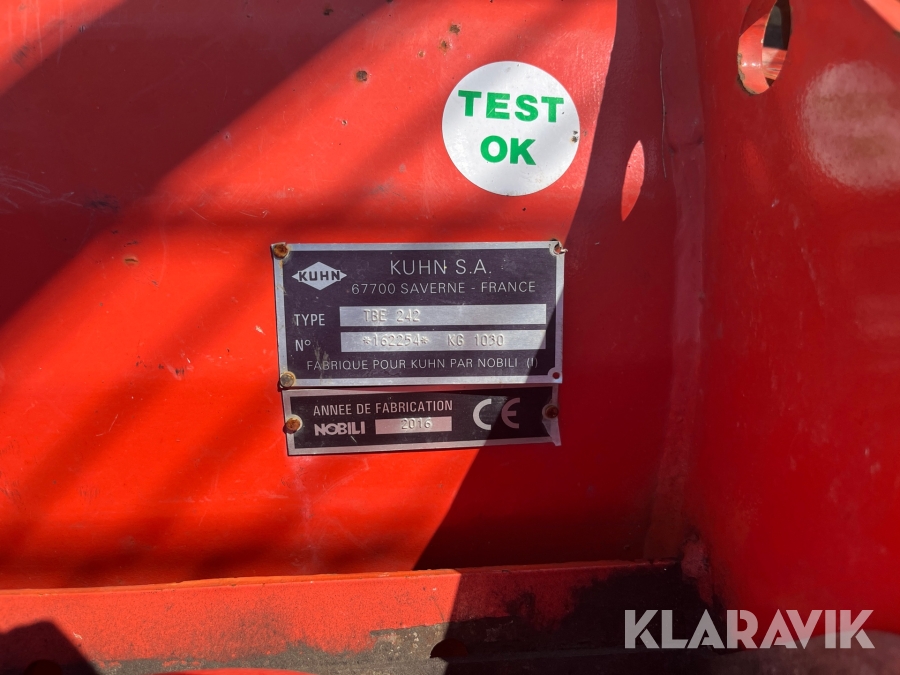 TEST
OK
KUHN
KUHN S.A.
67700 SAVERNE - FRANCE
TYPE TBE 242
N° *162254* KG 1030
FABRIQUE POUR KUHN PAR NOBILI (I)
ANNEE DE FABRICATION
NOBILI 2016
CE
KLARAVIK